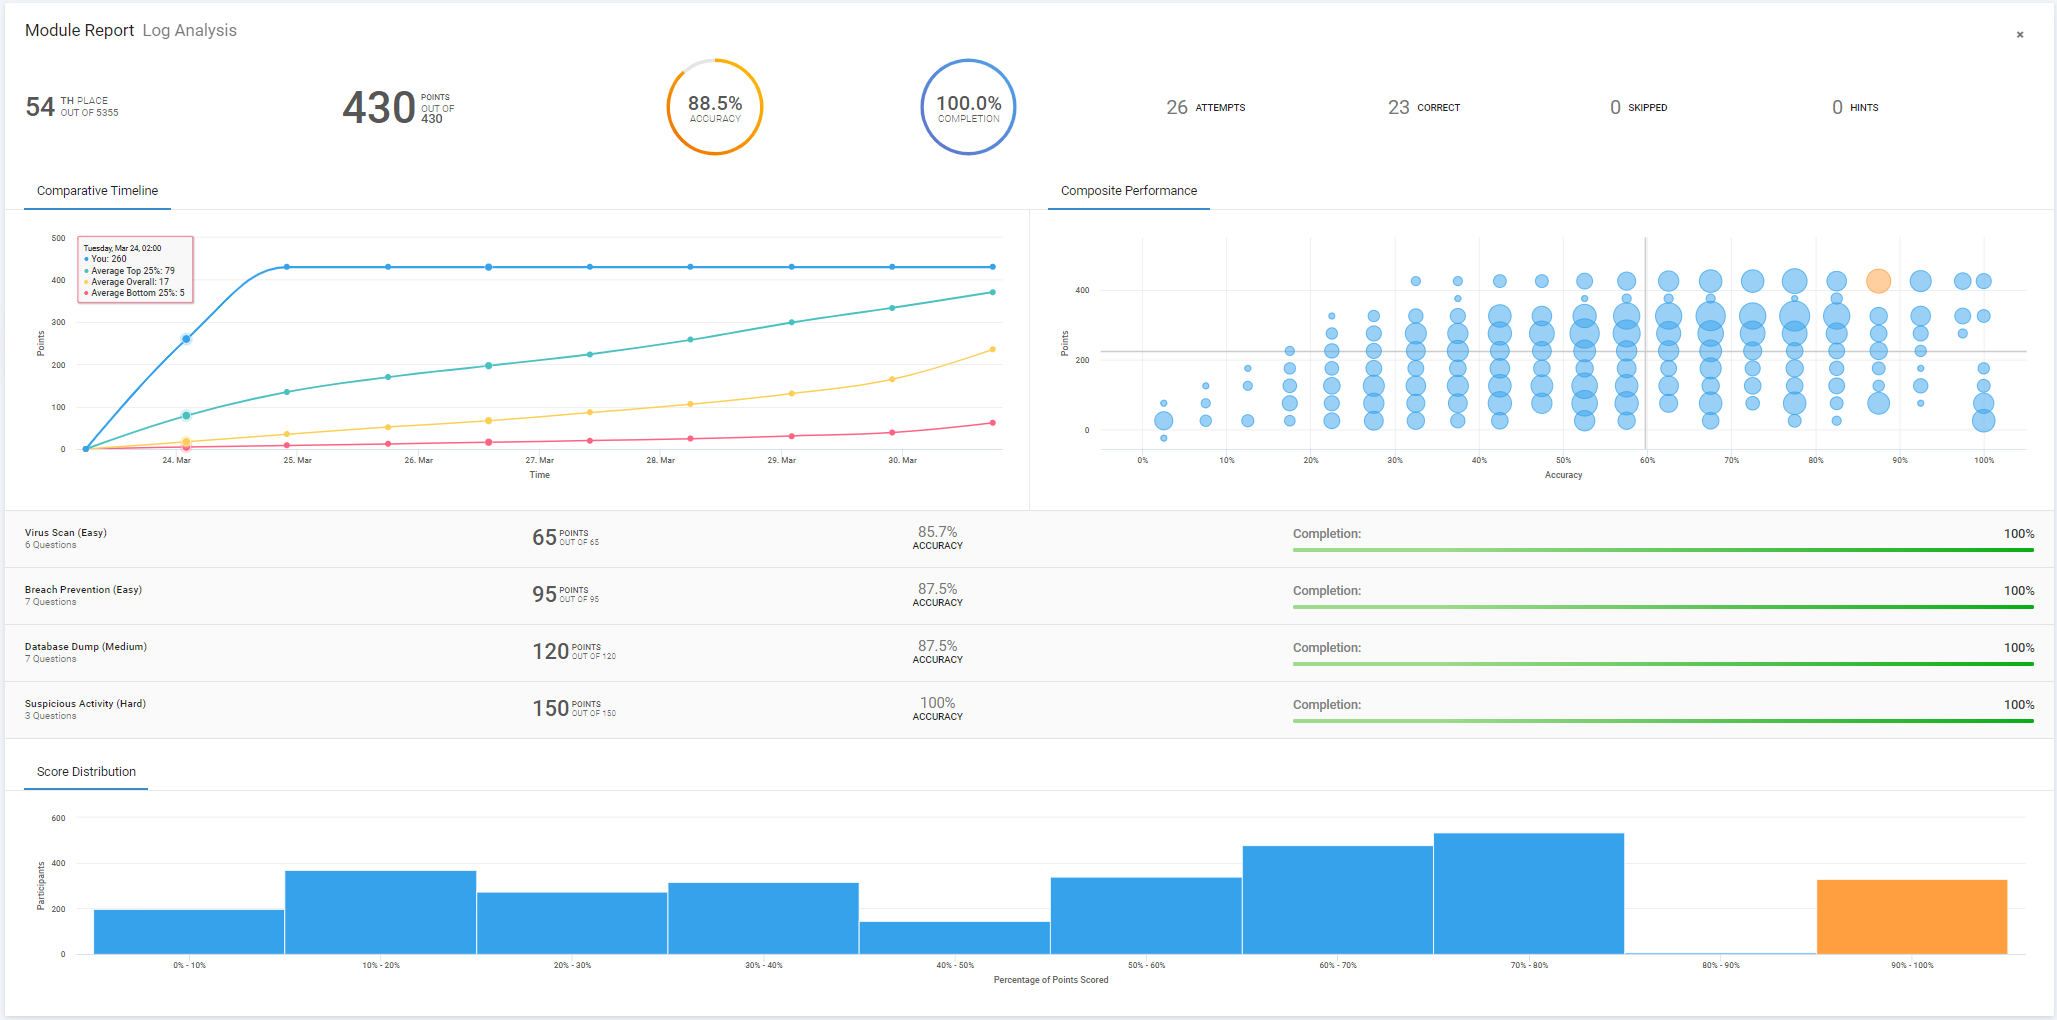 Module Report Log Analysis
×
54 TH PLACE
OUT OF 5355
430 POINTS
OUT OF
430
88.5%
ACCURACY
100.0%
COMPLETION
26 ATTEMPTS
23 CORRECT
0 SKIPPED
0 HINTS
Comparative Timeline
500
400
300
200
100
0
Points
Tuesday, Mar 24, 02:00
You: 260
Average Top 25%: 79
Average Overall: 17
Average Bottom 25%: 5
24. Mar 25. Mar 26. Mar 27. Mar 28. Mar 29. Mar 30. Mar
Time
Composite Performance
400
200
0
Points
0% 10% 20% 30% 40% 50% 60% 70% 80% 90% 100%
Accuracy
Virus Scan (Easy)
6 Questions
65 POINTS
OUT OF 65
85.7%
ACCURACY
Completion: 100%
Breach Prevention (Easy)
7 Questions
95 POINTS
OUT OF 95
87.5%
ACCURACY
Completion: 100%
Database Dump (Medium)
7 Questions
120 POINTS
OUT OF 120
87.5%
ACCURACY
Completion: 100%
Suspicious Activity (Hard)
3 Questions
150 POINTS
OUT OF 150
100%
ACCURACY
Completion: 100%
Score Distribution
600
400
200
0
Participants
0% - 10% 10% - 20% 20% - 30% 30% - 40% 40% - 50% 50% - 60% 60% - 70% 70% - 80% 80% - 90% 90% - 100%
Percentage of Points Scored